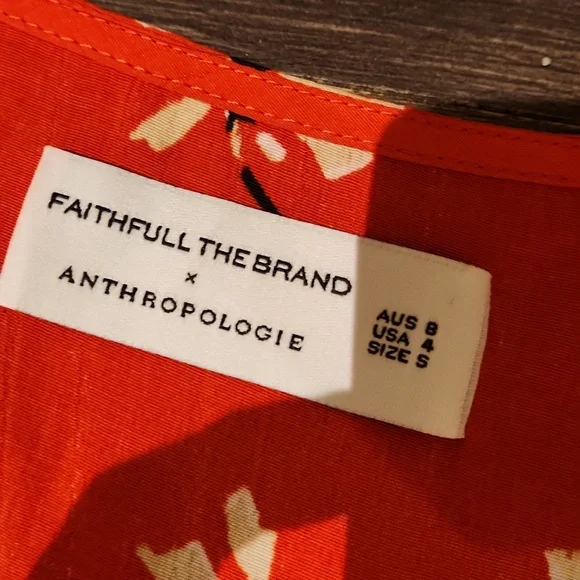 FAITHFULL THE BRAND
x
ANTHROPOLOGIE
AUS 8
USA 4
SIZE S